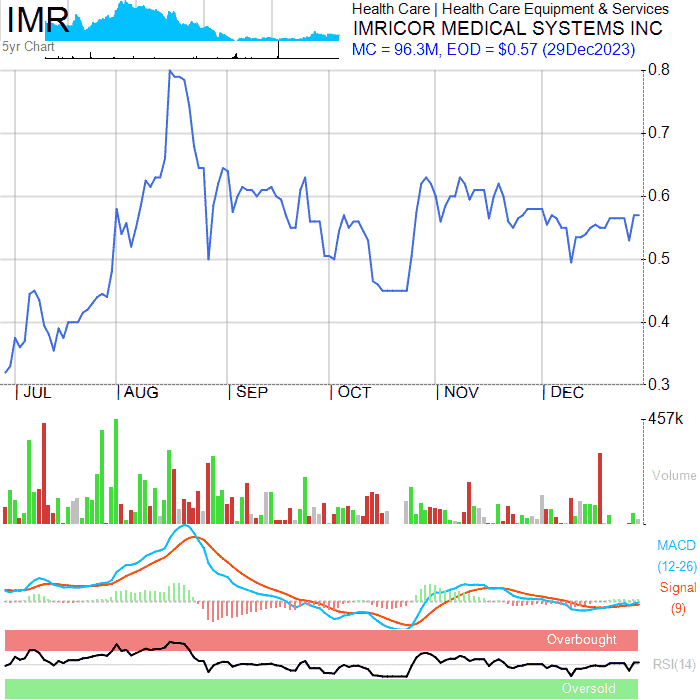 IMR
5yr Chart
Health Care | Health Care Equipment & Services
IMRICOR MEDICAL SYSTEMS INC
MC = 96.3M, EOD = $0.57 (29Dec2023)
0.8
0.7
0.6
0.5
0.4
0.3
JUL AUG SEP OCT NOV DEC
457k
Volume
MACD
(12-26)
Signal
(9)
Overbought
RSI(14)
Oversold